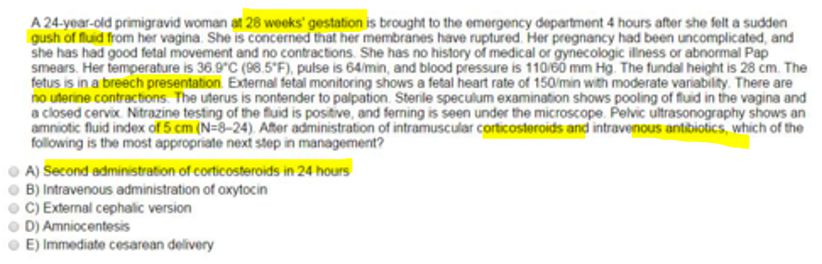 A 24-year-old primigravid woman at 28 weeks' gestation is brought to the emergency department 4 hours after she felt a sudden
gush of fluid from her vagina. She is concerned that her membranes have ruptured. Her pregnancy had been uncomplicated, and
she has had good fetal movement and no contractions. She has no history of medical or gynecologic illness or abnormal Pap
smears. Her temperature is 36.9°C (98.5°F), pulse is 64/min, and blood pressure is 110/60 mm Hg. The fundal height is 28 cm. The
fetus is in a breech presentation. External fetal monitoring shows a fetal heart rate of 150/min with moderate variability. There are
no uterine contractions. The uterus is nontender to palpation. Sterile speculum examination shows pooling of fluid in the vagina and
a closed cervix. Nitrazine testing of the fluid is positive, and ferning is seen under the microscope. Pelvic ultrasonography shows an
amniotic fluid index of 5 cm (N=8–24). After administration of intramuscular corticosteroids and intravenous antibiotics, which of the
following is the most appropriate next step in management?
A) Second administration of corticosteroids in 24 hours
B) Intravenous administration of oxytocin
C) External cephalic version
D) Amniocentesis
E) Immediate cesarean delivery